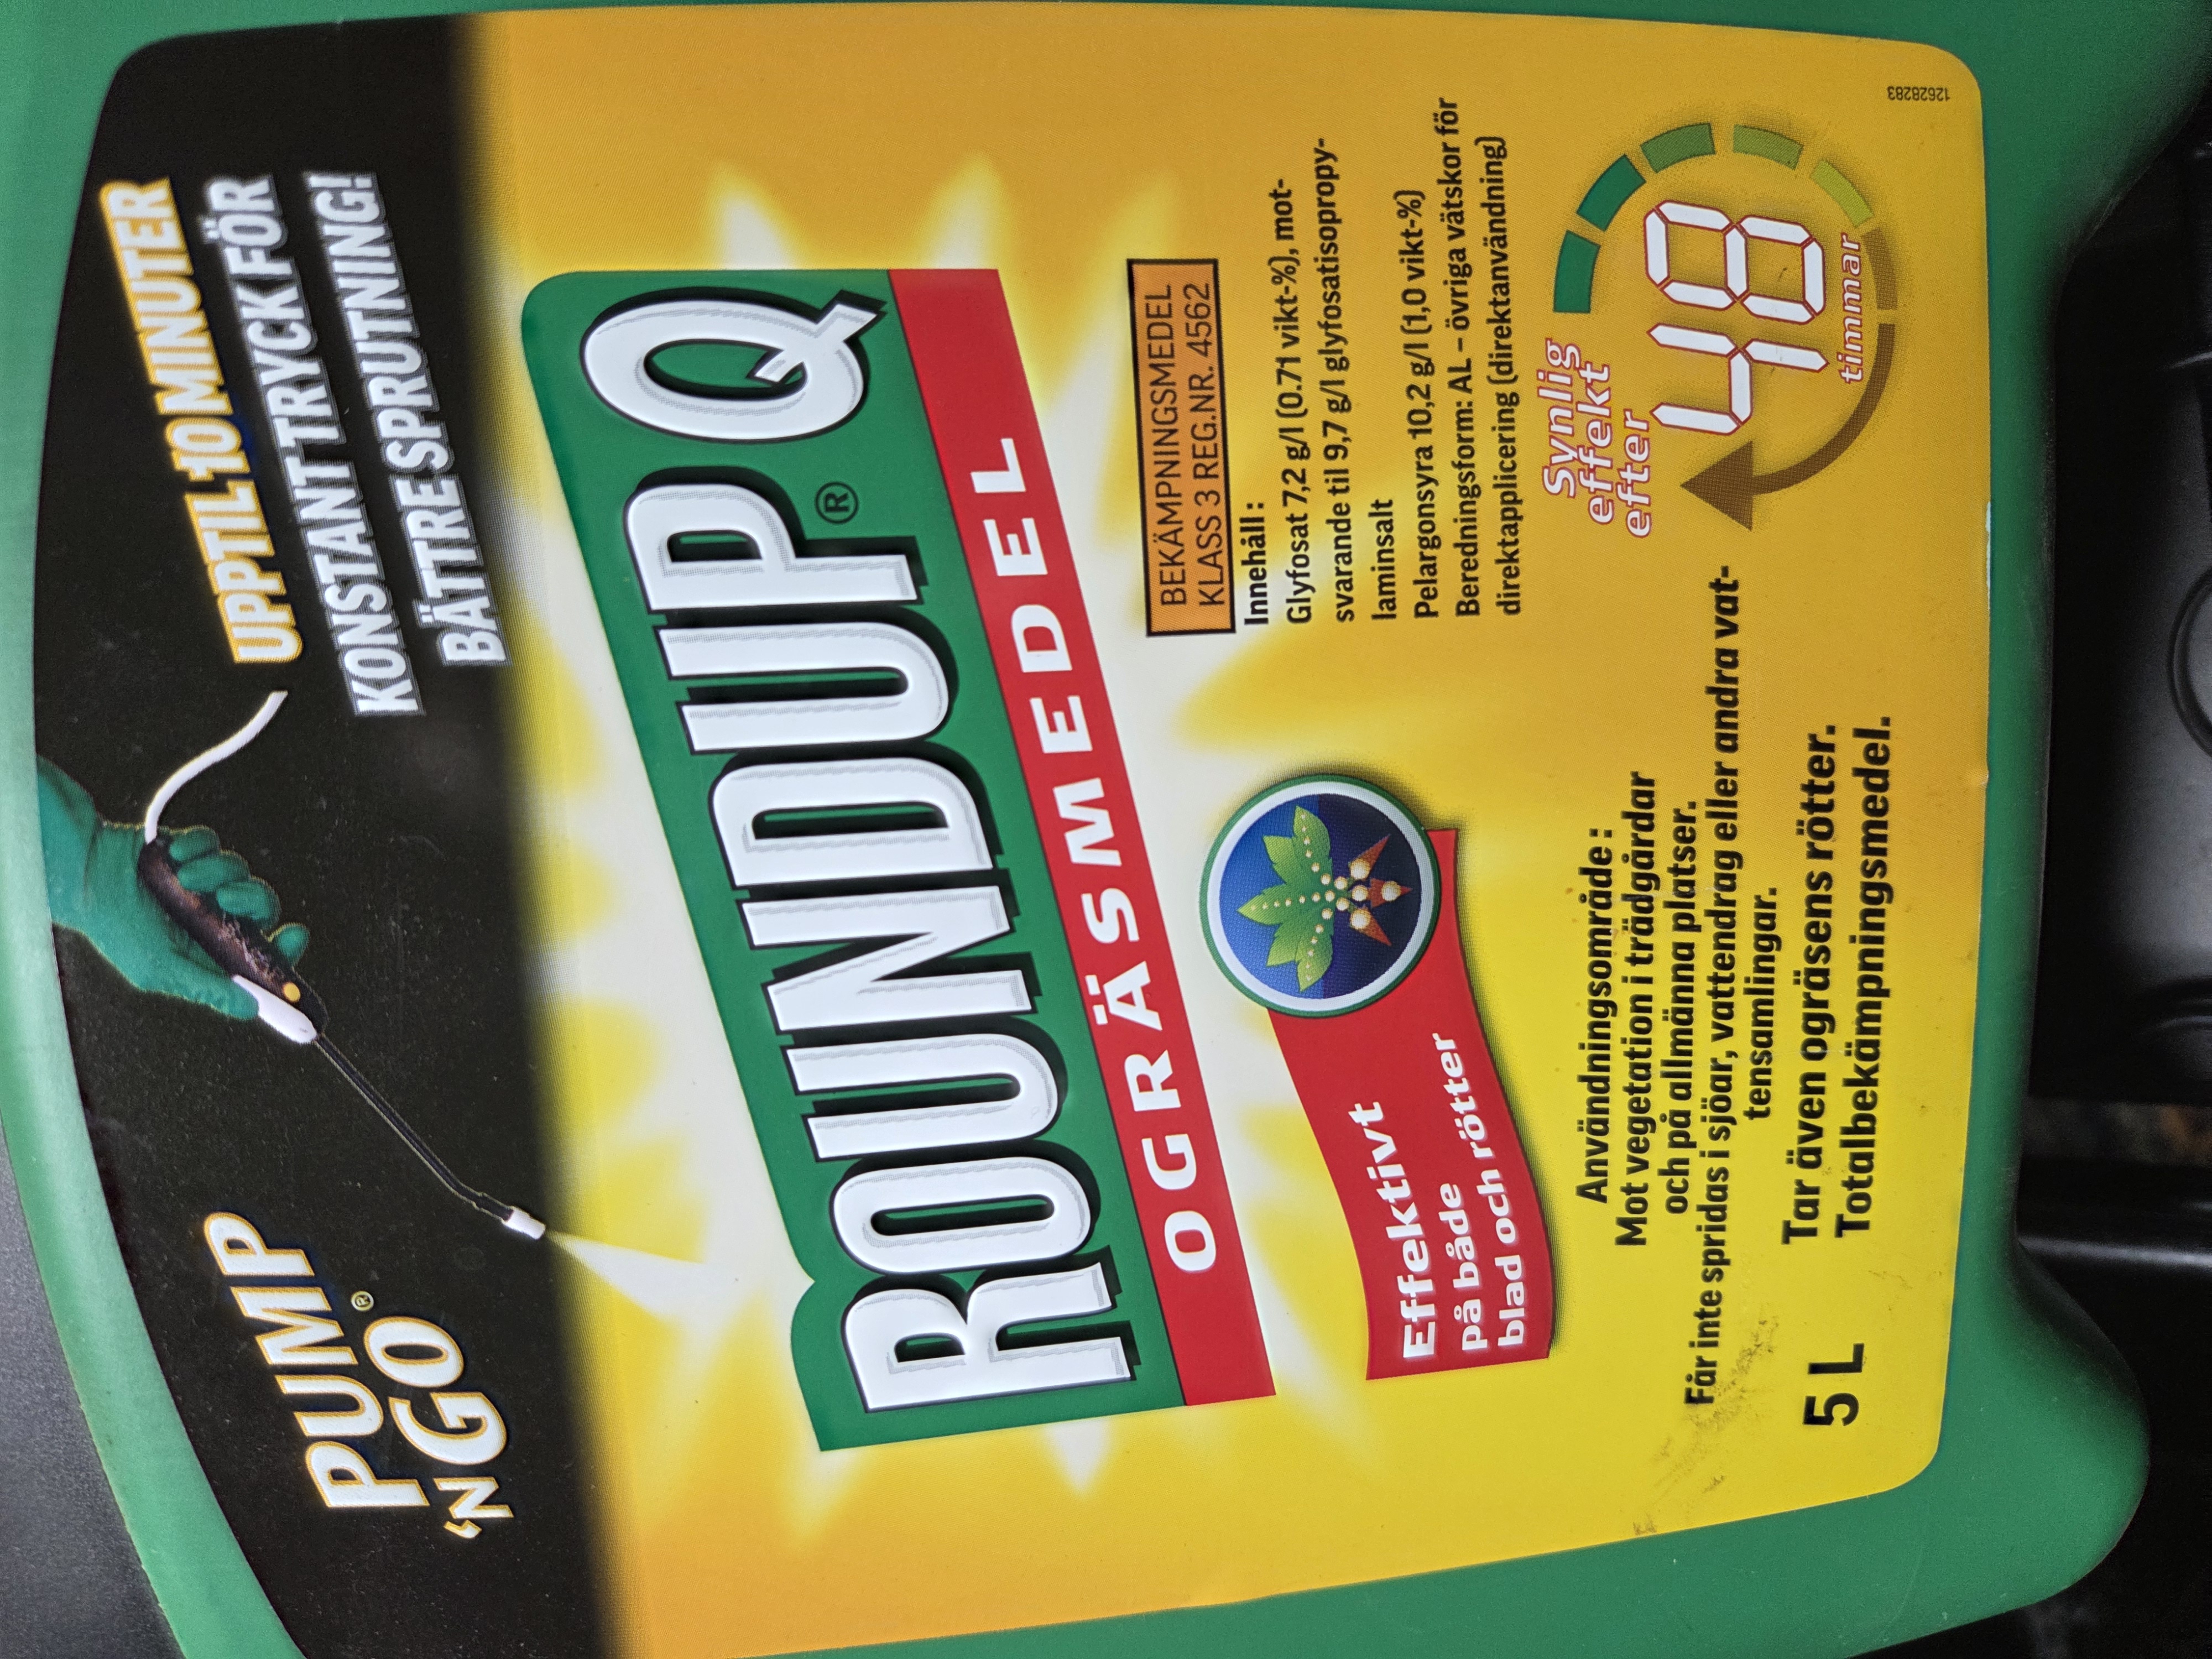 PUMP
'N GO®
UPPTIL 10 MINUTER
KONSTANT TRYCK FÖR
BÄTTRE SPRUTNING!
ROUNDUP® Q
OGRÄSMEDEL
BEKÄMPNINGSMEDEL
KLASS 3 REG.NR. 4562
Innehåll:
Glyfosat 7,2 g/l (0.71 vikt-%), mot-
svarande til 9,7 g/l glyfosatisopropy-
laminsalt
Pelargonsyra 10,2 g/l (1,0 vikt-%)
Beredningsform: AL – övriga vätskor för
direktapplicering (direktanvändning)
Effektivt
på både
blad och rötter
Synlig
effekt
efter
48
timmar
Användningsområde:
Mot vegetation i trädgårdar
och på allmänna platser.
Får inte spridas i sjöar, vattendrag eller andra vat-
tensamlingar.
Tar även ogräsens rötter.
Totalbekämpningsmedel.
5 L
12628283